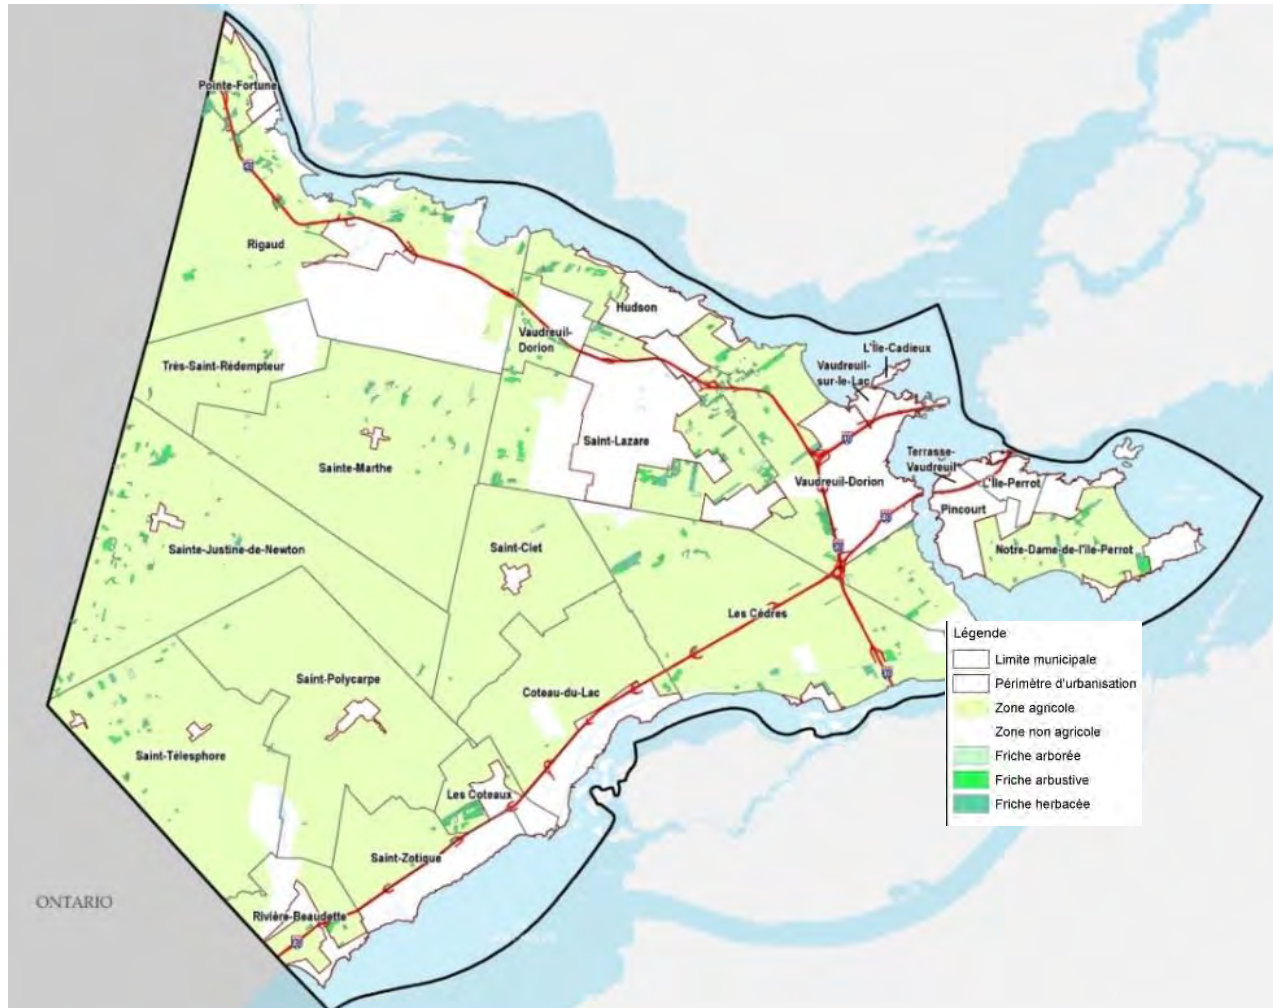 Pointe-Fortune
Rigaud
Hudson
Vaudreuil-
Dorion
L'Île-Cadieux
Vaudreuil-
sur-le-Lac
Très-Saint-Rédempteur
Saint-Lazare
Sainte-Marthe
Terrasse-
Vaudreuil
L'Île-Perrot
Vaudreuil-Dorion
Pincourt
Saint-Clet
Sainte-Justine-de-Newton
Notre-Dame-de-l'Île-Perrot
Les Cèdres
Saint-Polycarpe
Coteau-du-Lac
Saint-Télesphore
Les Coteaux
Saint-Zotique
Rivière-Beaudette
ONTARIO
Légende
Limite municipale
Périmètre d'urbanisation
Zone agricole
Zone non agricole
Friche arborée
Friche arbustive
Friche herbacée